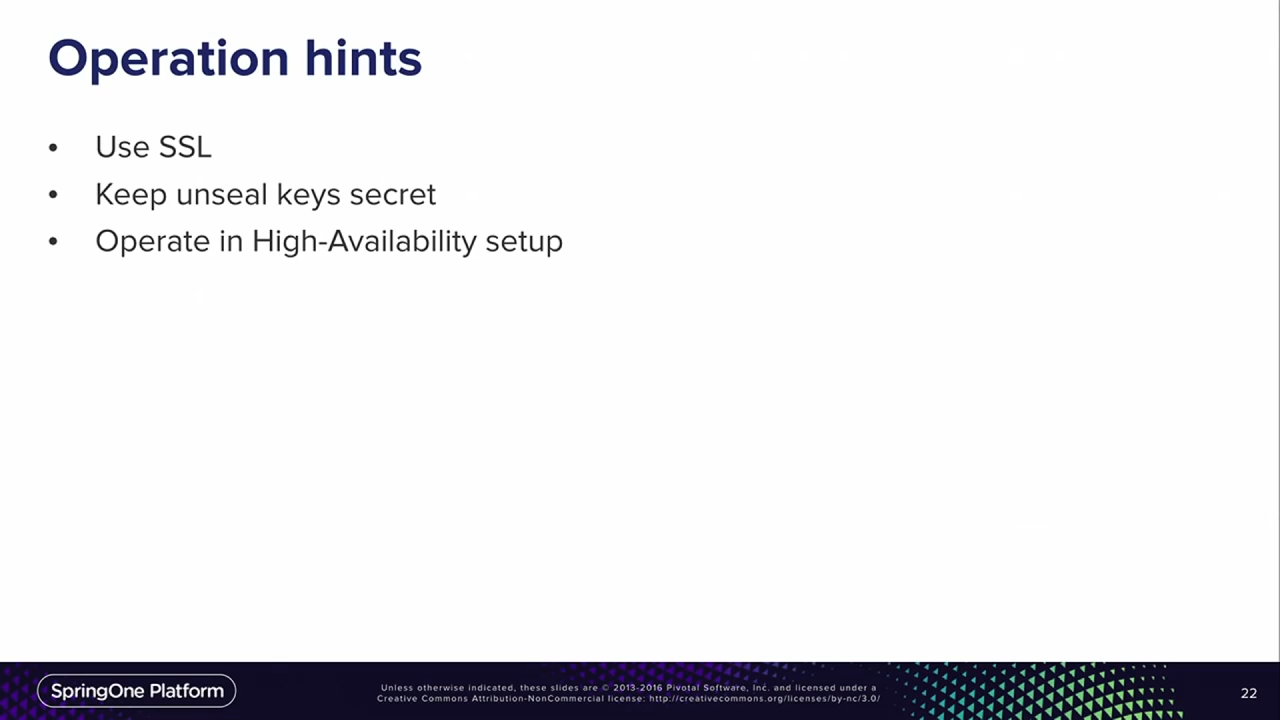 Operation hints
• Use SSL
• Keep unseal keys secret
• Operate in High-Availability setup
SpringOne Platform
Unless otherwise indicated, these slides are © 2013-2016 Pivotal Software, Inc. and licensed under a
Creative Commons Attribution-NonCommercial license: http://creativecommons.org/licenses/by-nc/3.0/
22